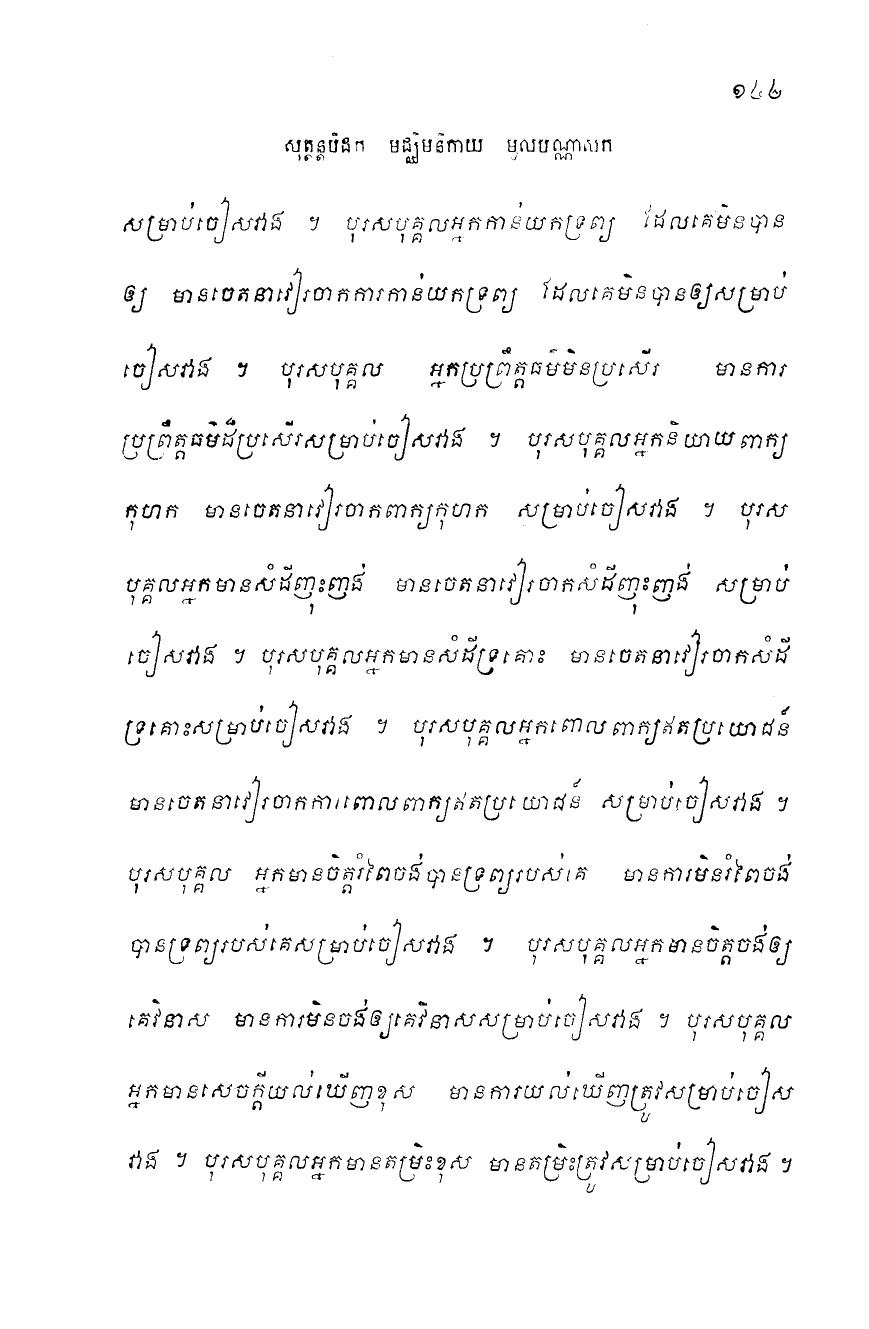 ១៤២
សុត្តន្តបិដក មជ្ឈិមនិកាយ មូលបណ្ណាសក
សម្រាប់ចៀសវាង ។ បុរសបុគ្គលអ្នកកាន់យកទ្រព្យ ដែលគេមិនបាន
ឲ្យ មានចេតនាវៀរចាកការកាន់យកទ្រព្យ ដែលគេមិនបានឲ្យសម្រាប់
ចៀសវាង ។ បុរសបុគ្គល អ្នកប្រព្រឹត្តធម៌មិនប្រសើរ មានការ
ប្រព្រឹត្តធម៌ដ៏ប្រសើរសម្រាប់ចៀសវាង ។ បុរសបុគ្គលអ្នកនិយាយពាក្យ
កុហក មានចេតនាវៀរចាកពាក្យកុហក សម្រាប់ចៀសវាង ។ បុរស
បុគ្គលអ្នកមានសំដីញុះញង់ មានចេតនាវៀរចាកសំដីញុះញង់ សម្រាប់
ចៀសវាង ។ បុរសបុគ្គលអ្នកមានសំដីទ្រគោះ មានចេតនាវៀរចាកសំដី
ទ្រគោះសម្រាប់ចៀសវាង ។ បុរសបុគ្គលអ្នកពោលពាក្យឥតប្រយោជន៍
មានចេតនាវៀរចាកការពោលពាក្យឥតប្រយោជន៍ សម្រាប់ចៀសវាង ។
បុរសបុគ្គល អ្នកមានចិត្តរំពៃចង់បានទ្រព្យរបស់គេ មានការមិនរំពៃចង់
បានទ្រព្យរបស់គេសម្រាប់ចៀសវាង ។ បុរសបុគ្គលអ្នកមានចិត្តចង់ឲ្យ
គេវិនាស មានការមិនចង់ឲ្យគេវិនាសសម្រាប់ចៀសវាង ។ បុរសបុគ្គល
អ្នកមានសេចក្តីយល់ឃើញខុស មានការយល់ឃើញត្រូវសម្រាប់ចៀស
វាង ។ បុរសបុគ្គលអ្នកមានតម្រិះខុស មានតម្រិះត្រូវសម្រាប់ចៀសវាង ។